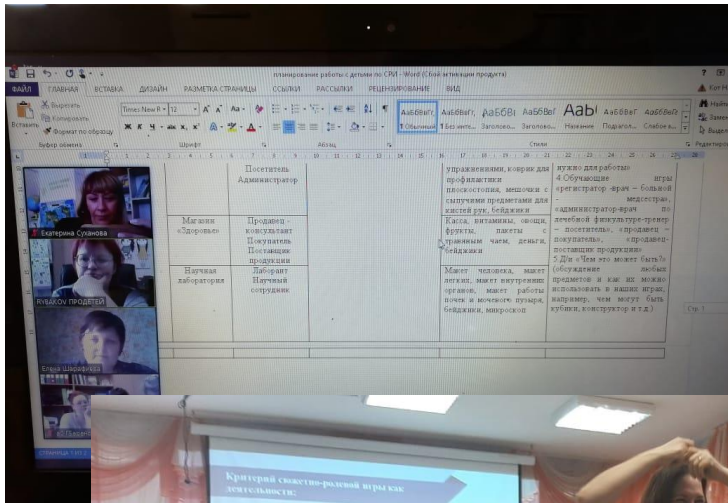 планирование работы с детьми по СРИ - Word (Сбой активации продукта)
ФАЙЛ ГЛАВНАЯ ВСТАВКА ДИЗАЙН РАЗМЕТКА СТРАНИЦЫ ССЫЛКИ РАССЫЛКИ РЕЦЕНЗИРОВАНИЕ ВИД
Вставить
Вырезать
Копировать
Формат по образцу
Буфер обмена
Times New R
12
Ж К Ч
Шрифт
Абзац
АаБбВвГг,
¶ Обычный
АаБбВвГг,
¶ Без инте...
Заголово...
Заголово...
Название
Подзагол...
Слабое в...
Стили
Посетитель
Администратор
упражнениями, коврик для
профилактики
плоскостопия, мешочки с
сыпучими предметами для
кистей рук, бейджики
нужно для работы»
4.Обучающие игры
«регистратор -врач – больной
- медсестра»,
«администратор-врач по
лечебной физкультуре-тренер
– посетитель», «продавец –
покупатель», «продавец-
поставщик продукции»
5.Д/и «Чем это может быть?»
(обсуждение любых
предметов и как их можно
использовать в наших играх,
например, чем могут быть
кубики, конструктор и т.д.)
Магазин
«Здоровье»
Продавец -
консультант
Покупатель
Поставщик
продукции
Касса, витамины, овощи,
фрукты, пакеты с
травяным чаем, деньги,
бейджики
Научная
лаборатория
Лаборант
Научный
сотрудник
Макет человека, макет
легких, макет внутренних
органов, макет работы
почек и мочевого пузыря,
бейджики, микроскоп
Екатерина Суханова
RYBAKOV ПРОДЕТЕЙ
Елена Шарафиева
Критерий сюжетно-ролевой игры как
деятельности: